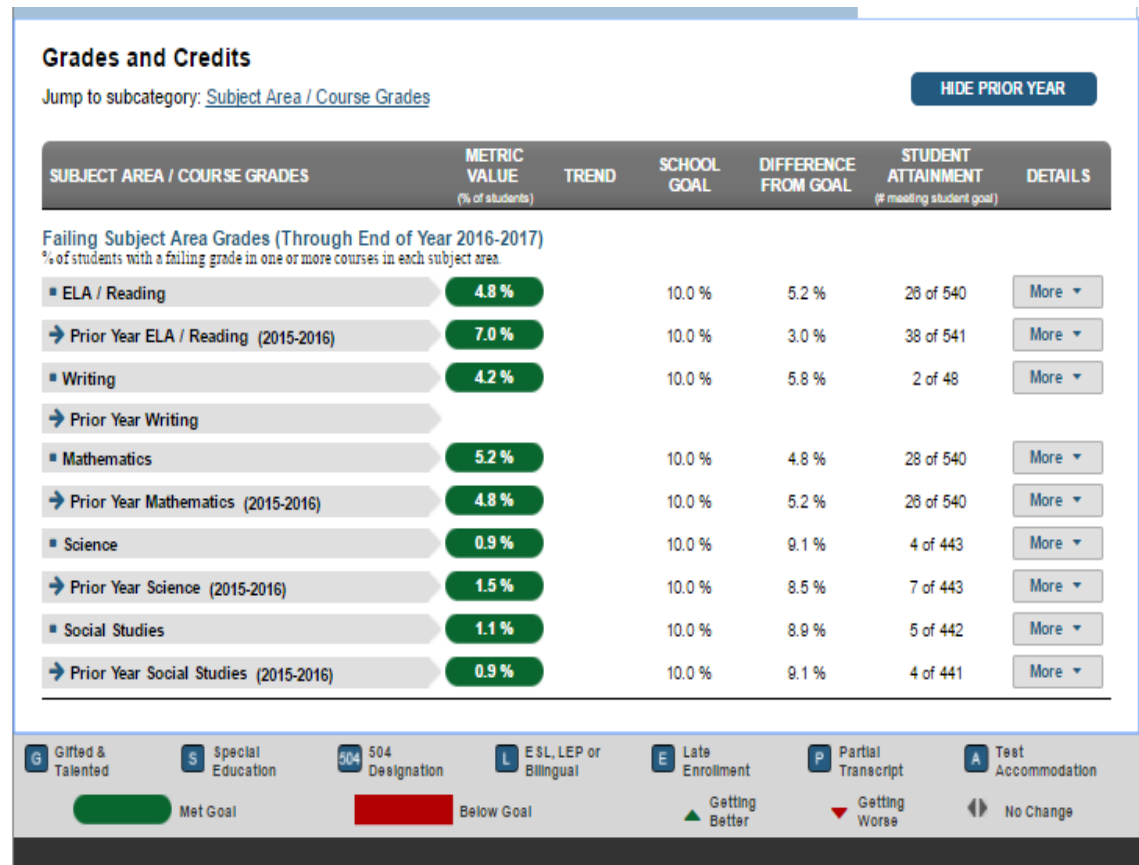 Grades and Credits
Jump to subcategory: Subject Area / Course Grades
HIDE PRIOR YEAR
SUBJECT AREA / COURSE GRADES METRIC VALUE (% of students) TREND SCHOOL GOAL DIFFERENCE FROM GOAL STUDENT ATTAINMENT (# meeting student goal) DETAILS
Failing Subject Area Grades (Through End of Year 2016-2017)
% of students with a failing grade in one or more courses in each subject area.
ELA / Reading 4.8 % 10.0 % 5.2 % 26 of 540 More
Prior Year ELA / Reading (2015-2016) 7.0 % 10.0 % 3.0 % 38 of 541 More
Writing 4.2 % 10.0 % 5.8 % 2 of 48 More
Prior Year Writing
Mathematics 5.2 % 10.0 % 4.8 % 28 of 540 More
Prior Year Mathematics (2015-2016) 4.8 % 10.0 % 5.2 % 26 of 540 More
Science 0.9 % 10.0 % 9.1 % 4 of 443 More
Prior Year Science (2015-2016) 1.5 % 10.0 % 8.5 % 7 of 443 More
Social Studies 1.1 % 10.0 % 8.9 % 5 of 442 More
Prior Year Social Studies (2015-2016) 0.9 % 10.0 % 9.1 % 4 of 441 More
G Gifted & Talented S Special Education 504 504 Designation L ESL, LEP or Bilingual E Late Enrollment P Partial Transcript A Test Accommodation
Met Goal Below Goal Getting Better Getting Worse No Change